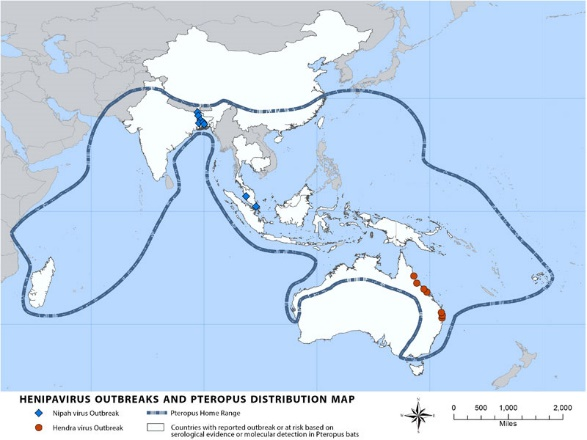 HENIPAVIRUS OUTBREAKS AND PTEROPUS DISTRIBUTION MAP
Nipah virus Outbreak
Hendra virus Outbreak
Pteropus Home Range
Countries with reported outbreak or at risk based on
serological evidence or molecular detection in Pteropus bats
0 500 1,000 2,000
Miles